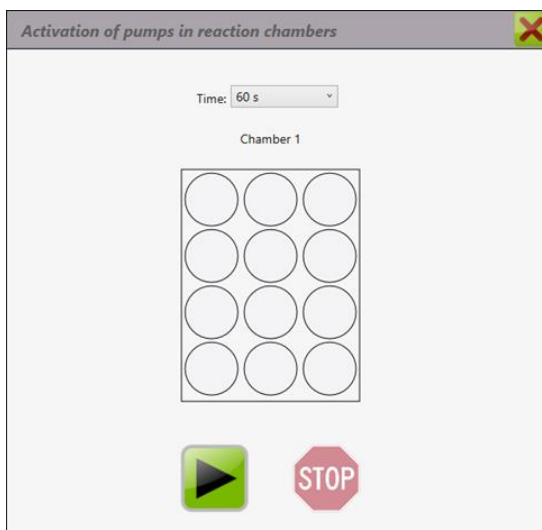 Activation of pumps in reaction chambers
Time: 60 s
Chamber 1
STOP